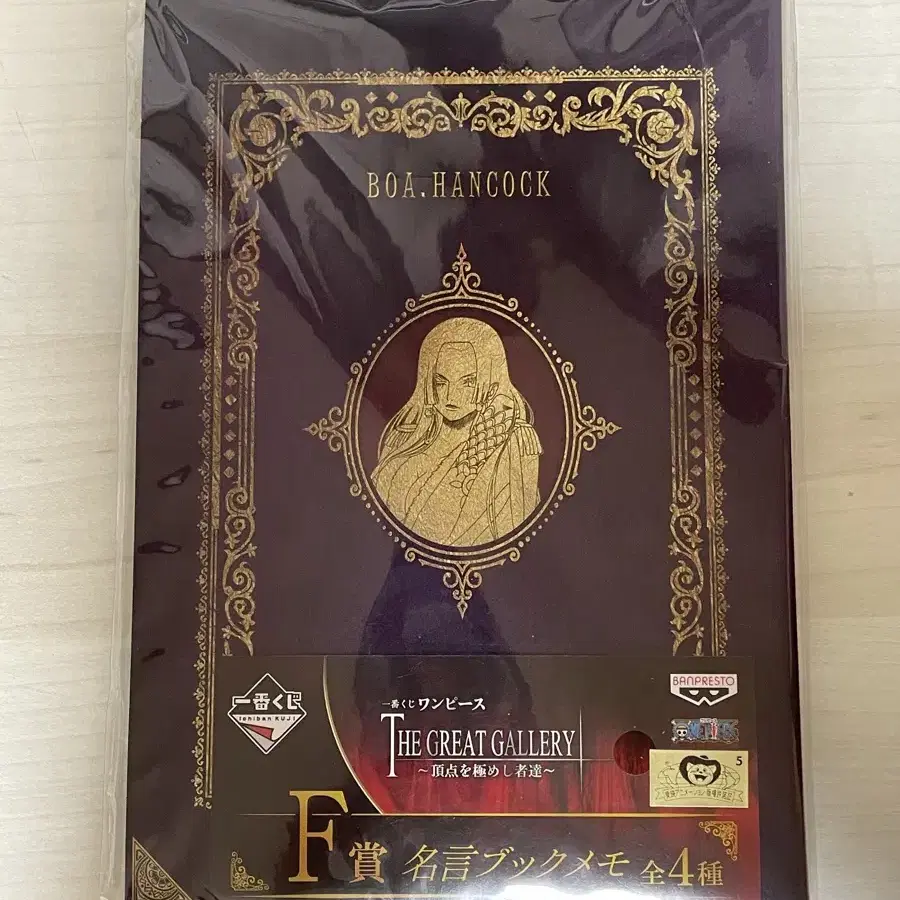 BOA.HANCOCK
一番くじ
Ichiban KUJI
一番くじ ワンピース
THE GREAT GALLERY
～頂点を極めし者達～
BANPRESTO
ONE PIECE
5
F賞 名言ブックメモ 全4種